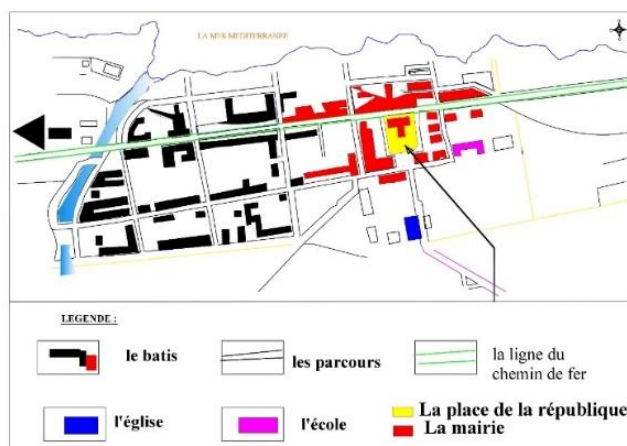 LA MER MEDITERRANEE
LEGENDE :
le batis
les parcours
la ligne du
chemin de fer
l'église
l'école
La place de la république
La mairie